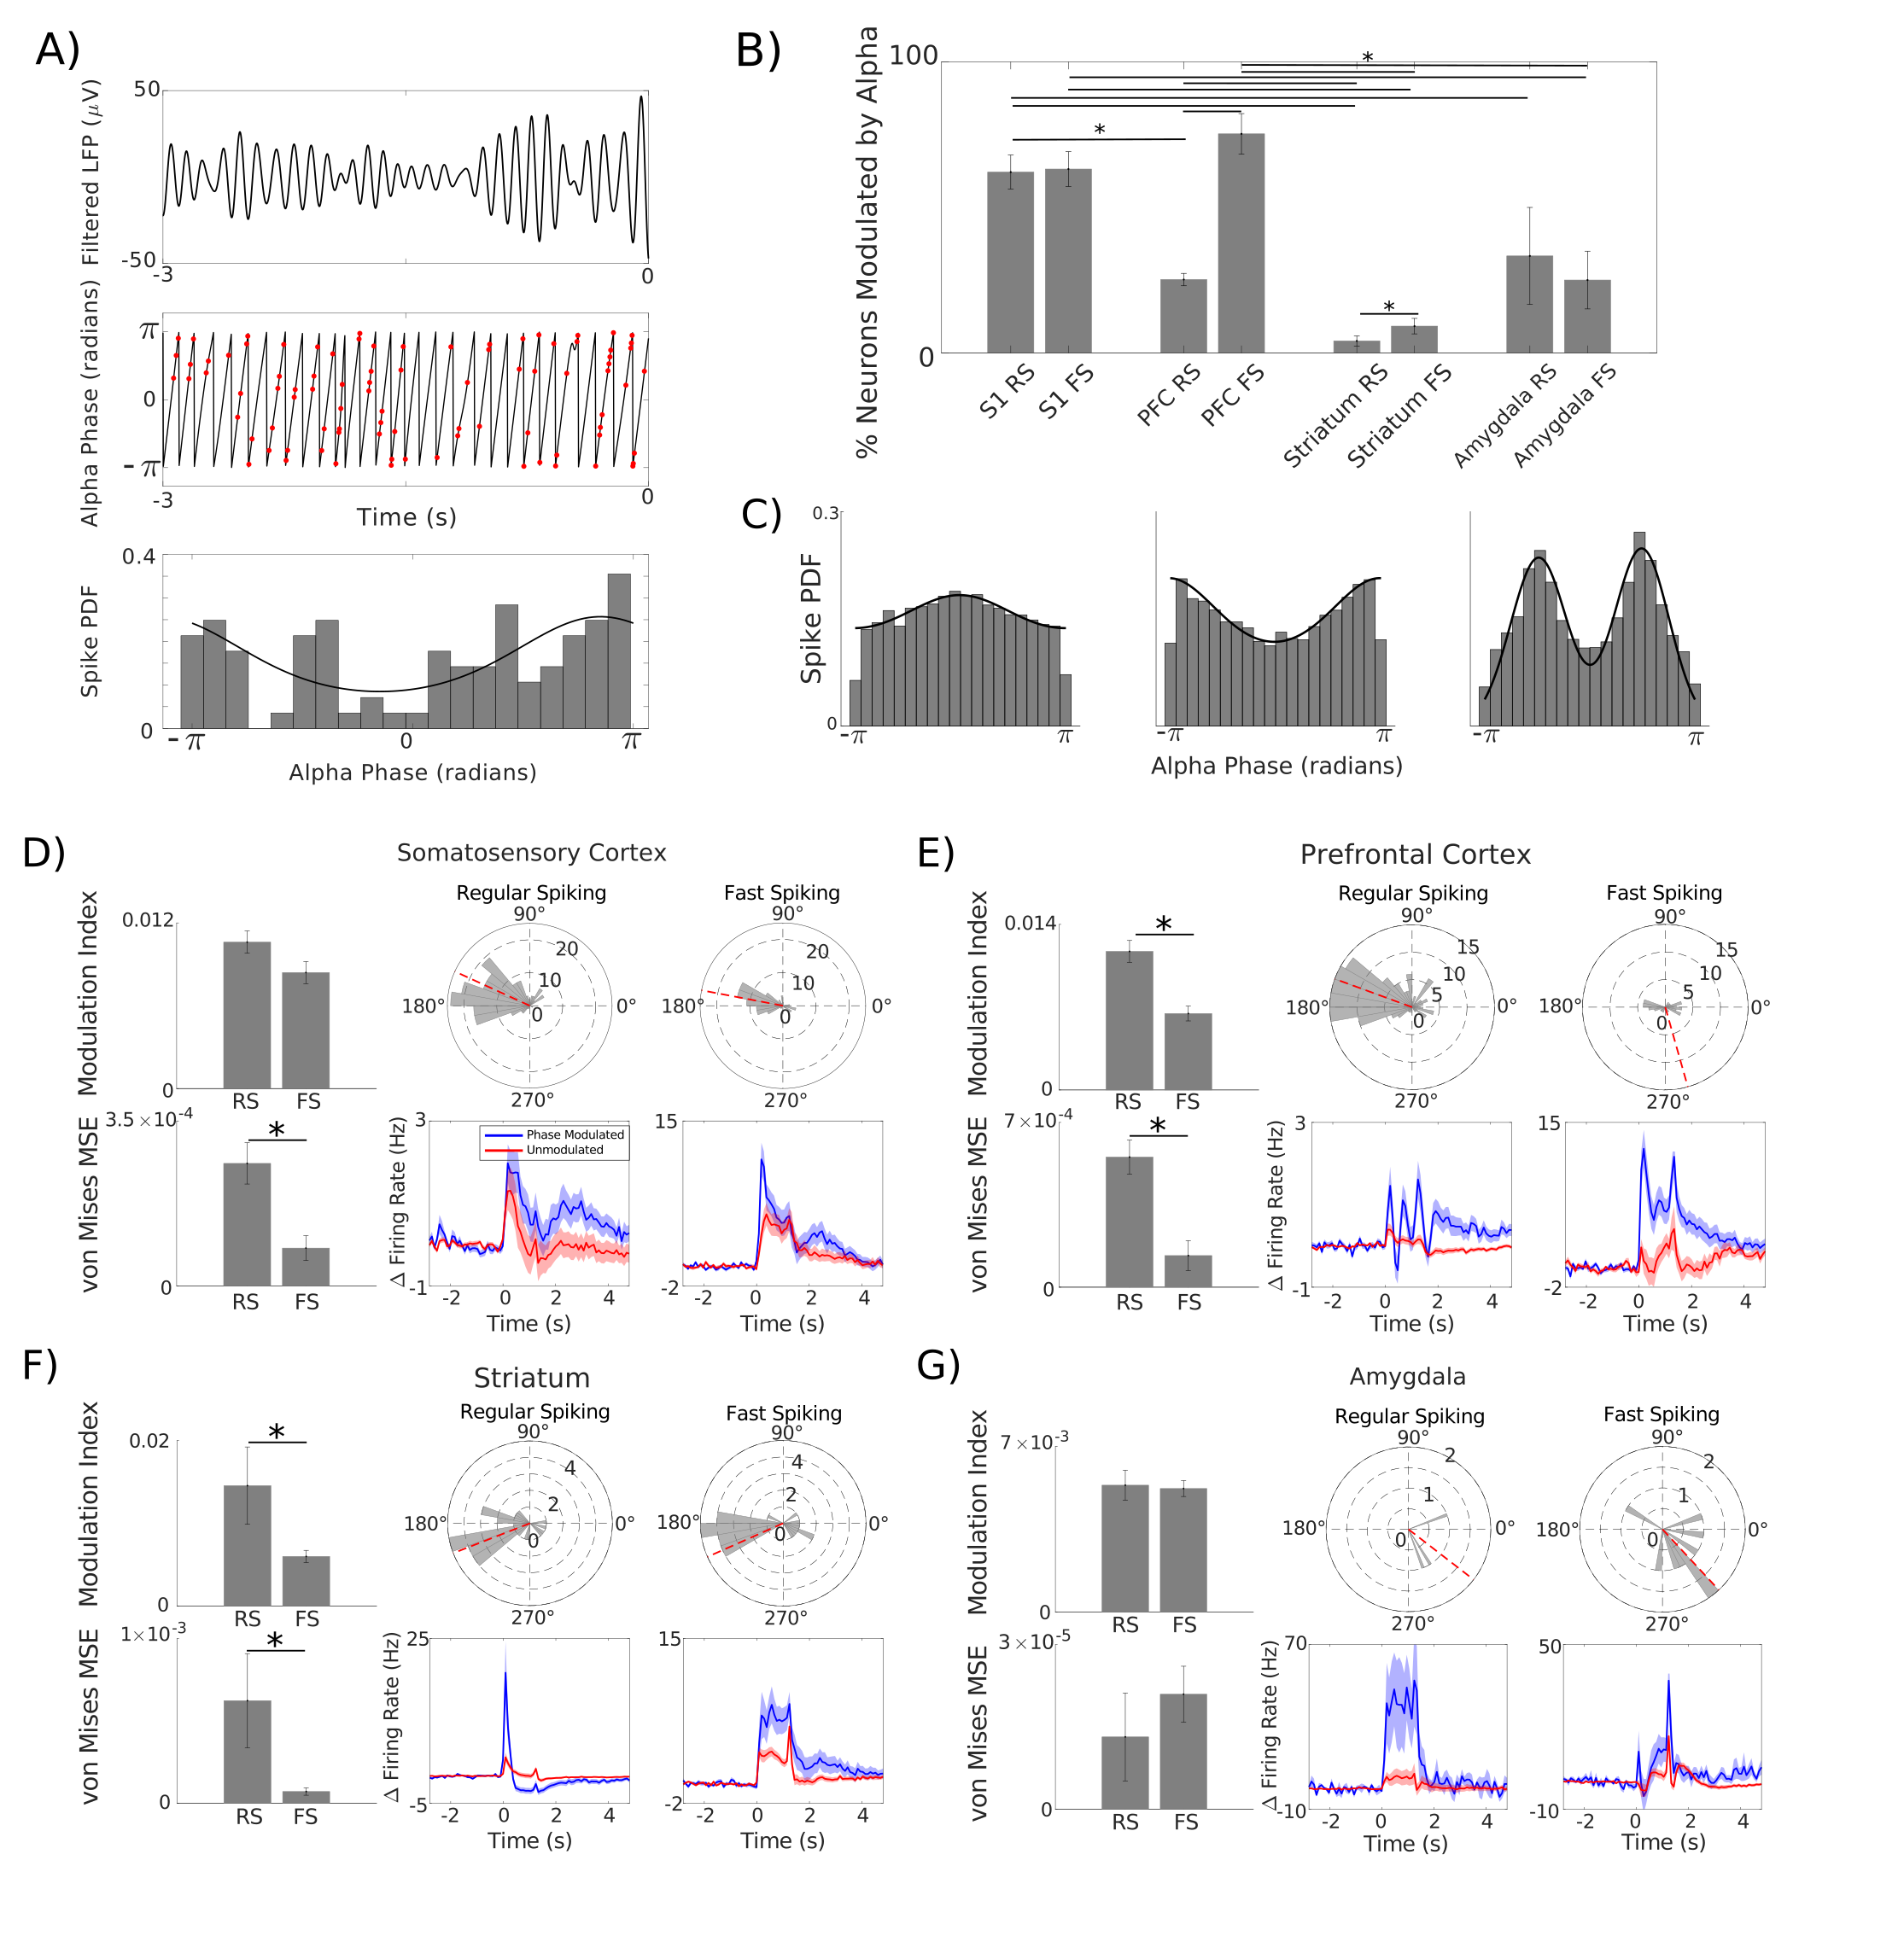 A)
Filtered LFP (μV)
50
-50
-3
0
Alpha Phase (radians)
π
0
-π
-3
0
Time (s)
Spike PDF
0.4
0
-π
0
π
Alpha Phase (radians)
B)
% Neurons Modulated by Alpha
100
0
*
*
*
S1 RS
S1 FS
PFC RS
PFC FS
Striatum RS
Striatum FS
Amygdala RS
Amygdala FS
C)
Spike PDF
0.3
0
-π
π
-π
π
-π
π
Alpha Phase (radians)
D)
Somatosensory Cortex
Modulation Index
0.012
0
RS
FS
Regular Spiking
90°
20
10
0
180°
0°
270°
Fast Spiking
90°
20
10
0
180°
0°
270°
von Mises MSE
3.5×10-4
0
*
RS
FS
Δ Firing Rate (Hz)
3
-1
Phase Modulated
Unmodulated
-2
0
2
4
Time (s)
15
-2
-2
0
2
4
Time (s)
E)
Prefrontal Cortex
Modulation Index
0.014
0
*
RS
FS
Regular Spiking
90°
15
10
5
0
180°
0°
270°
Fast Spiking
90°
15
10
5
0
180°
0°
270°
von Mises MSE
7×10-4
0
*
RS
FS
Δ Firing Rate (Hz)
3
-1
-2
0
2
4
Time (s)
15
-2
-2
0
2
4
Time (s)
F)
Striatum
Modulation Index
0.02
0
*
RS
FS
Regular Spiking
90°
4
2
0
180°
0°
270°
Fast Spiking
90°
4
2
0
180°
0°
270°
von Mises MSE
1×10-3
0
*
RS
FS
Δ Firing Rate (Hz)
25
-5
-2
0
2
4
Time (s)
15
-2
-2
0
2
4
Time (s)
G)
Amygdala
Modulation Index
7×10-3
0
RS
FS
Regular Spiking
90°
2
1
0
180°
0°
270°
Fast Spiking
90°
2
1
0
180°
0°
270°
von Mises MSE
3×10-5
0
RS
FS
Δ Firing Rate (Hz)
70
-10
-2
0
2
4
Time (s)
50
-10
-2
0
2
4
Time (s)